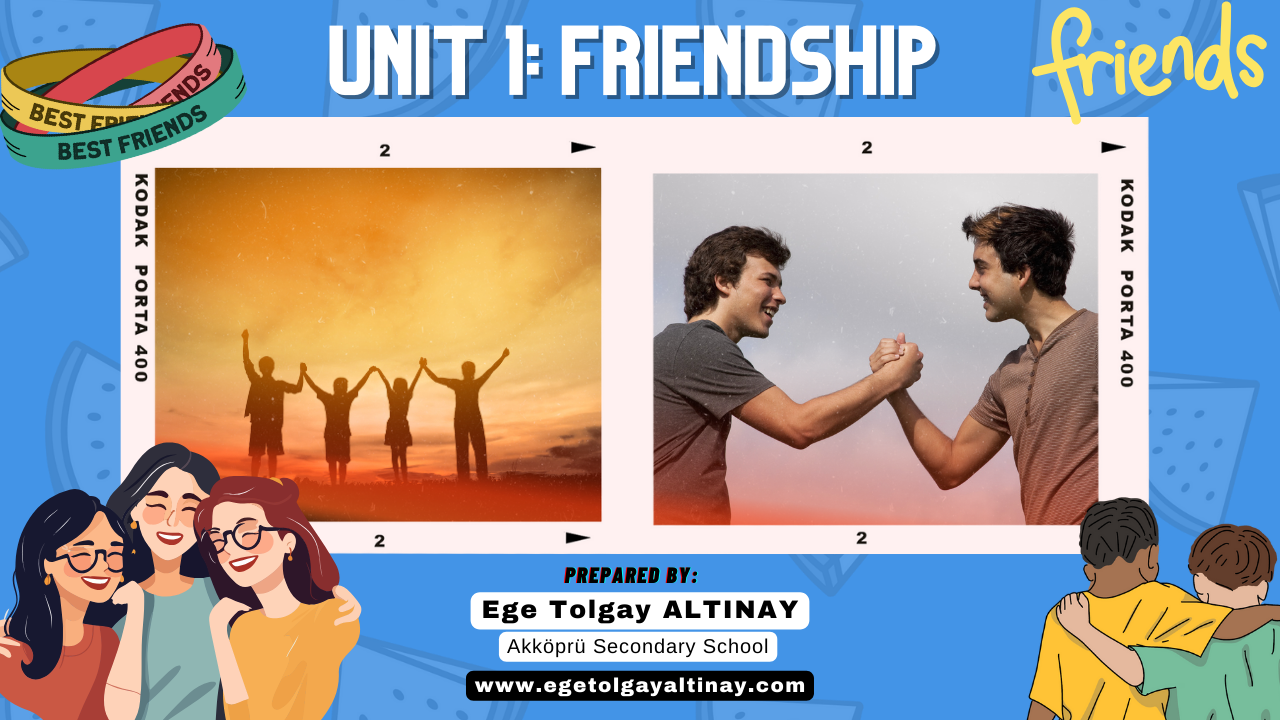 UNIT 1: FRIENDSHIP
friends
BEST FRIENDS
BEST FRIENDS
2
2
KODAK PORTA 400
KODAK PORTA 400
2
2
PREPARED BY:
Ege Tolgay ALTINAY
Akköprü Secondary School
www.egetolgayaltinay.com